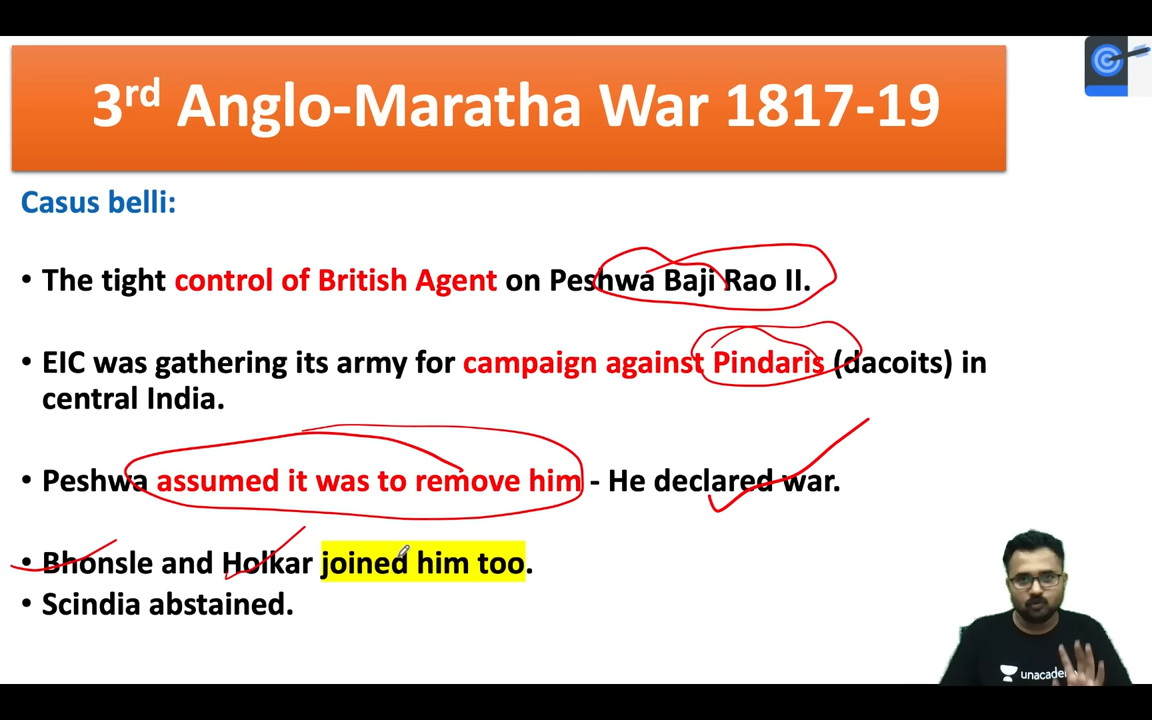 3rd Anglo-Maratha War 1817-19
Casus belli:
• The tight control of British Agent on Peshwa Baji Rao II.
• EIC was gathering its army for campaign against Pindaris (dacoits) in
central India.
• Peshwa assumed it was to remove him - He declared war.
• Bhonsle and Holkar joined him too.
• Scindia abstained.
unacademy